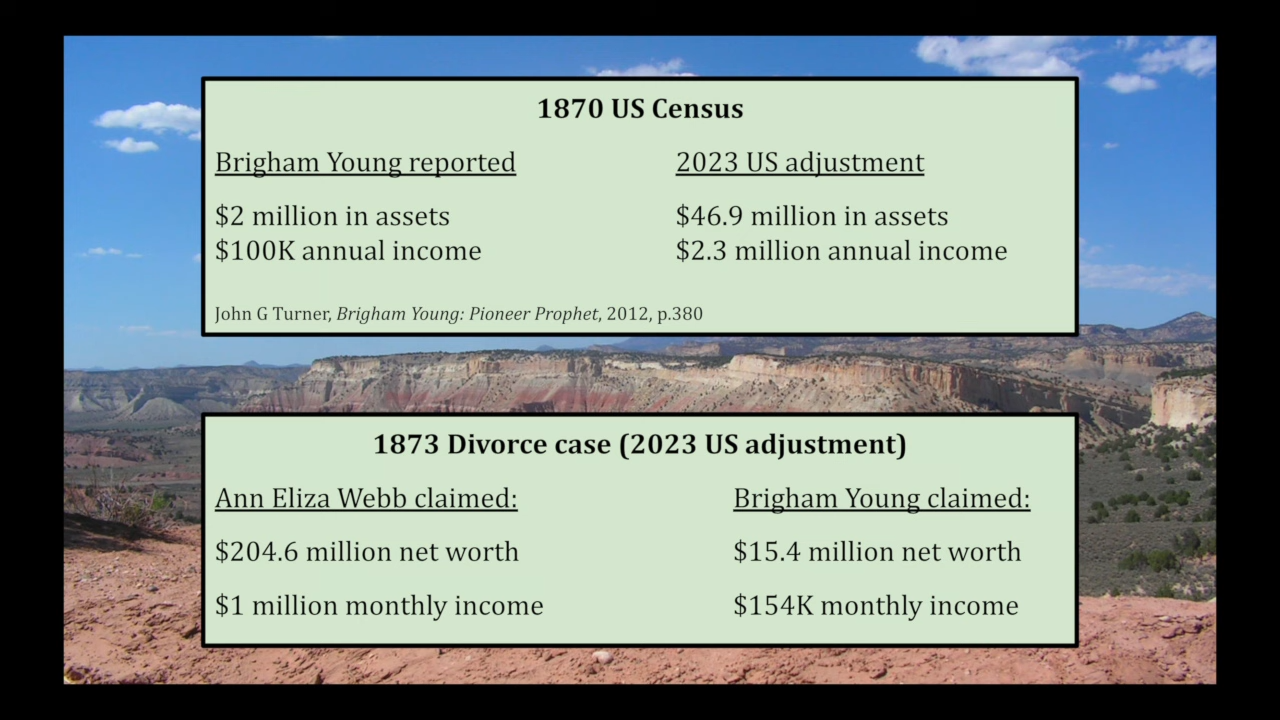 1870 US Census
Brigham Young reported
2023 US adjustment
$2 million in assets
$46.9 million in assets
$100K annual income
$2.3 million annual income
John G Turner, Brigham Young: Pioneer Prophet, 2012, p.380
1873 Divorce case (2023 US adjustment)
Ann Eliza Webb claimed:
Brigham Young claimed:
$204.6 million net worth
$15.4 million net worth
$1 million monthly income
$154K monthly income